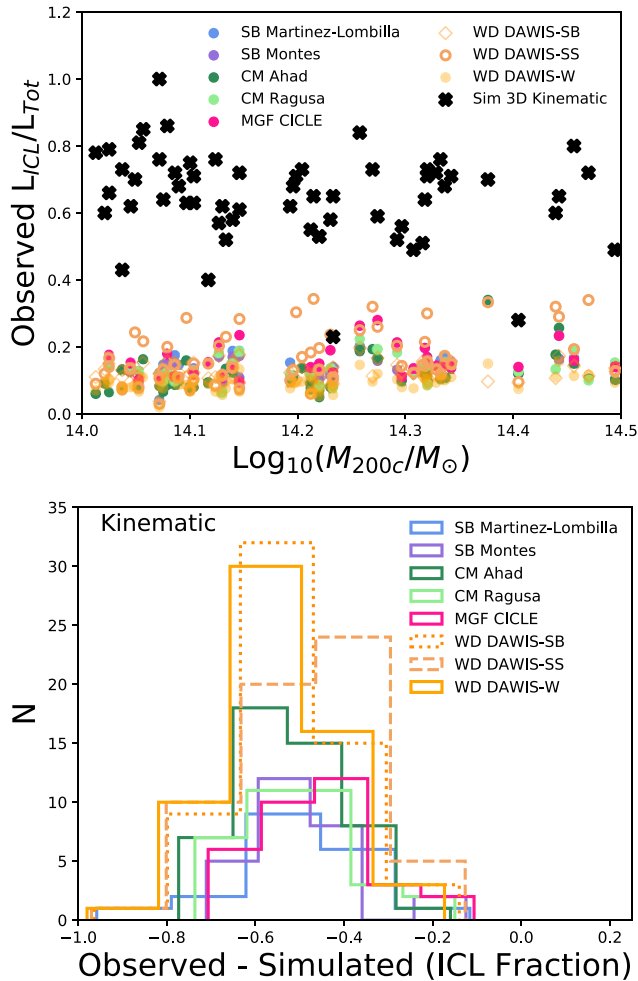 SB Martinez-Lombilla
SB Montes
CM Ahad
CM Ragusa
MGF CICLE
WD DAWIS-SB
WD DAWIS-SS
WD DAWIS-W
Sim 3D Kinematic
1.2
1.0
0.8
0.6
0.4
0.2
0.0
Observed L_{ICL}/L_{Tot}
14.0 14.1 14.2 14.3 14.4 14.5
Log_{10}(M_{200c}/M_⊙)
Kinematic
SB Martinez-Lombilla
SB Montes
CM Ahad
CM Ragusa
MGF CICLE
WD DAWIS-SB
WD DAWIS-SS
WD DAWIS-W
35
30
25
20
15
10
5
0
N
−1.0 −0.8 −0.6 −0.4 −0.2 0.0 0.2
Observed - Simulated (ICL Fraction)